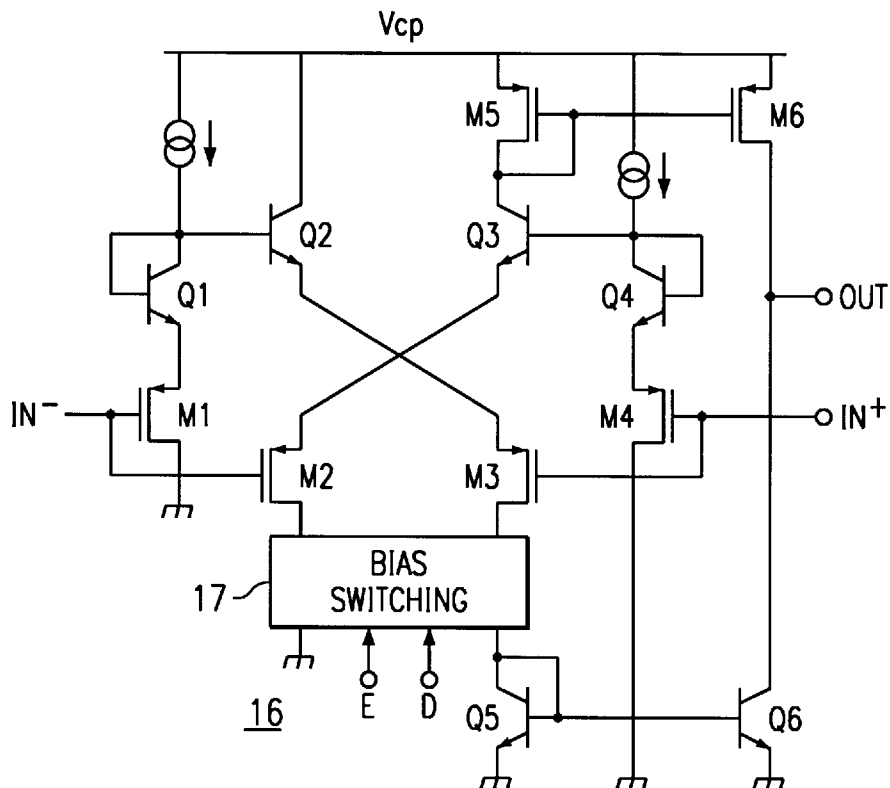 Vcp
M5
M6
Q2
Q3
Q1
Q4
OUT
IN⁻
M1
M4
IN⁺
M2
M3
17
BIAS
SWITCHING
16
E
D
Q5
Q6